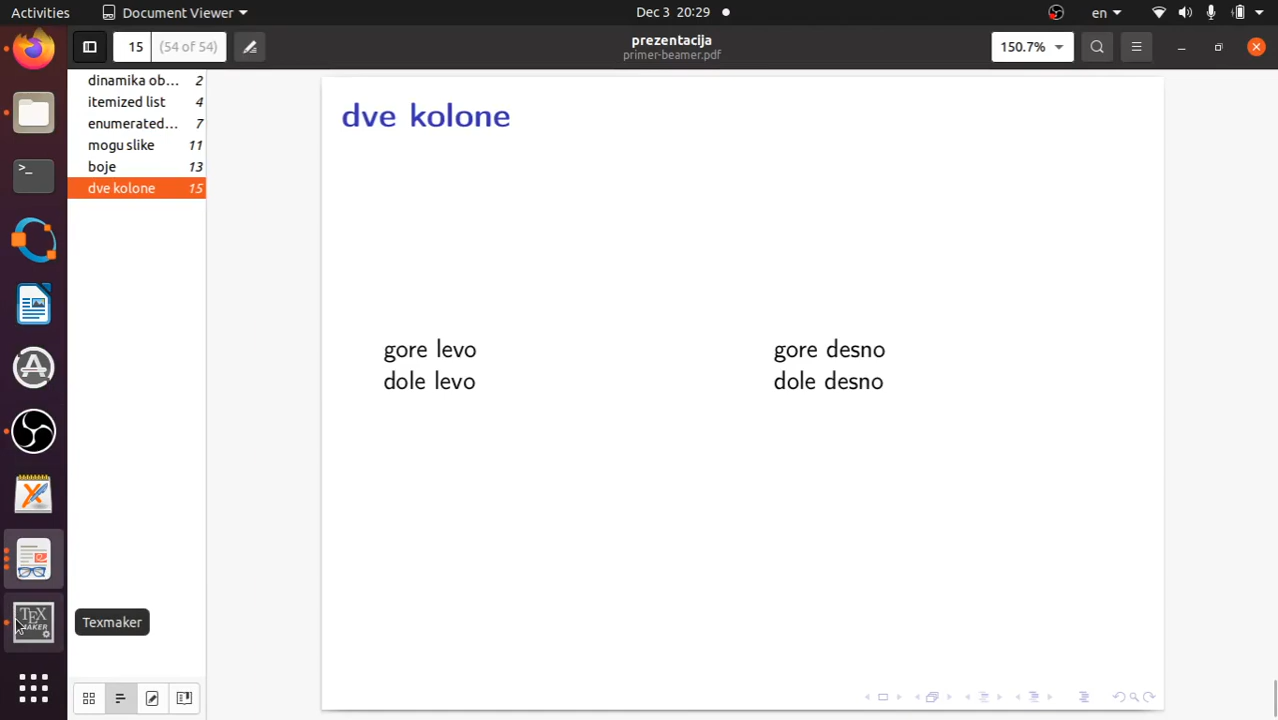 Activities
Document Viewer
Dec 3 20:29
en
15
(54 of 54)
prezentacija
primer-beamer.pdf
150.7%
dinamika ob... 2
itemized list 4
enumerated... 7
mogu slike 11
boje 13
dve kolone 15
dve kolone
gore levo
dole levo
gore desno
dole desno
TEX
MAKER
Texmaker